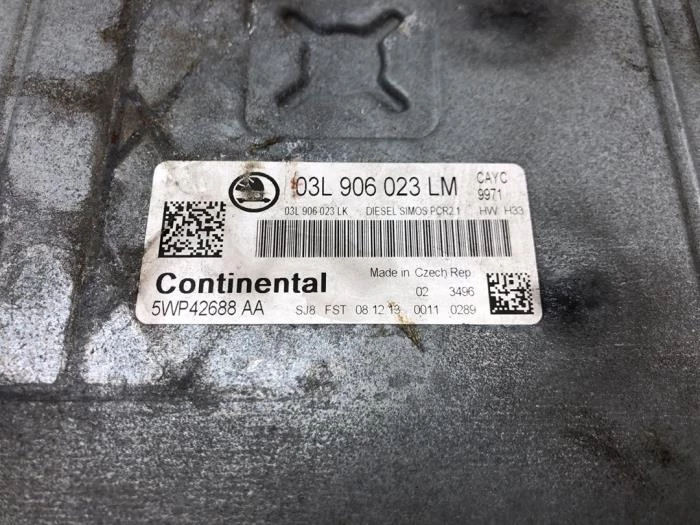 03L 906 023 LM CAYC
9971
03L 906 023 LK DIESEL SIMOS PCR2.1 HW H33
Continental Made in Czech Rep
02 3496
5WP42688 AA SJ8 FST 08 12 13 0011 0289